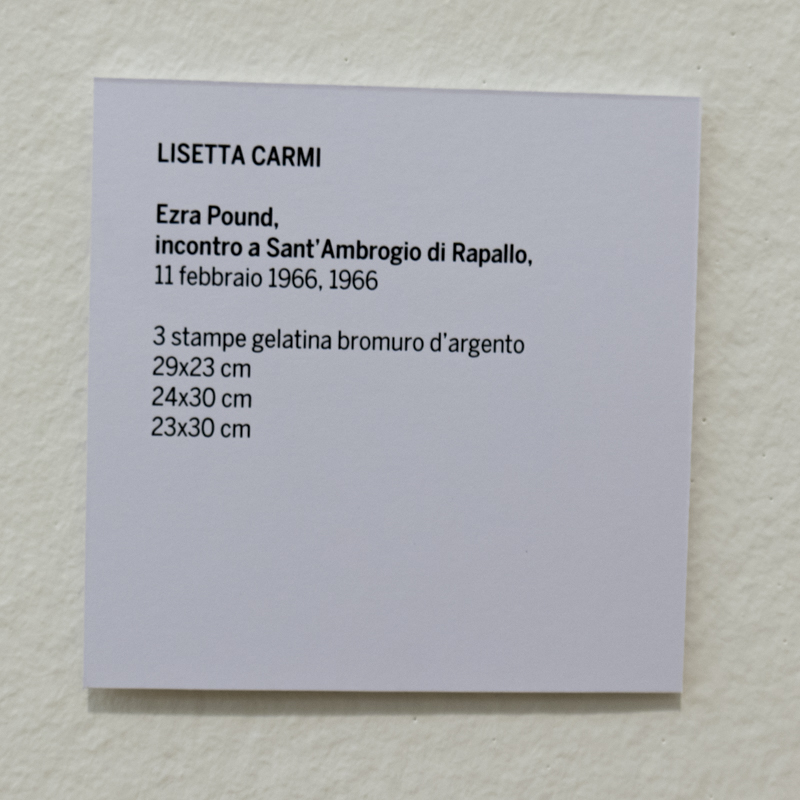 LISETTA CARMI
Ezra Pound,
incontro a Sant'Ambrogio di Rapallo,
11 febbraio 1966, 1966
3 stampe gelatina bromuro d'argento
29x23 cm
24x30 cm
23x30 cm